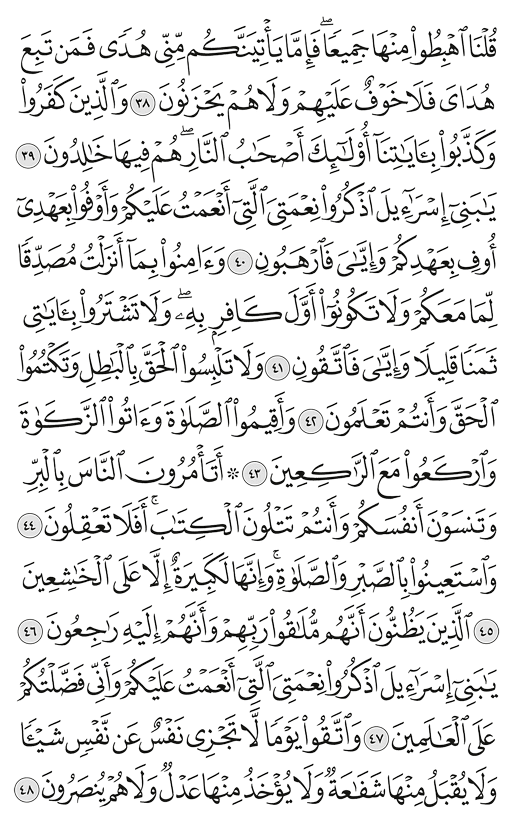 قُلۡنَا ٱهۡبِطُواْ مِنۡهَا جَمِيعٗاۖ فَإِمَّا يَأۡتِيَنَّكُم مِّنِّي هُدٗى فَمَن تَبِعَ
هُدَايَ فَلَا خَوۡفٌ عَلَيۡهِمۡ وَلَا هُمۡ يَحۡزَنُونَ ٣٨ وَٱلَّذِينَ كَفَرُواْ
وَكَذَّبُواْ بِـَٔايَٰتِنَآ أُوْلَٰٓئِكَ أَصۡحَٰبُ ٱلنَّارِۖ هُمۡ فِيهَا خَٰلِدُونَ ٣٩
يَٰبَنِيٓ إِسۡرَٰٓءِيلَ ٱذۡكُرُواْ نِعۡمَتِيَ ٱلَّتِيٓ أَنۡعَمۡتُ عَلَيۡكُمۡ وَأَوۡفُواْ بِعَهۡدِيٓ
أُوفِ بِعَهۡدِكُمۡ وَإِيَّٰيَ فَٱرۡهَبُونِ ٤٠ وَءَامِنُواْ بِمَآ أَنزَلۡتُ مُصَدِّقٗا
لِّمَا مَعَكُمۡ وَلَا تَكُونُوٓاْ أَوَّلَ كَافِرِۭ بِهِۦۖ وَلَا تَشۡتَرُواْ بِـَٔايَٰتِي
ثَمَنٗا قَلِيلٗا وَإِيَّٰيَ فَٱتَّقُونِ ٤١ وَلَا تَلۡبِسُواْ ٱلۡحَقَّ بِٱلۡبَٰطِلِ وَتَكۡتُمُواْ
ٱلۡحَقَّ وَأَنتُمۡ تَعۡلَمُونَ ٤٢ وَأَقِيمُواْ ٱلصَّلَوٰةَ وَءَاتُواْ ٱلزَّكَوٰةَ
وَٱرۡكَعُواْ مَعَ ٱلرَّٰكِعِينَ ٤٣ ۞ أَتَأۡمُرُونَ ٱلنَّاسَ بِٱلۡبِرِّ
وَتَنسَوۡنَ أَنفُسَكُمۡ وَأَنتُمۡ تَتۡلُونَ ٱلۡكِتَٰبَۚ أَفَلَا تَعۡقِلُونَ ٤٤
وَٱسۡتَعِينُواْ بِٱلصَّبۡرِ وَٱلصَّلَوٰةِۚ وَإِنَّهَا لَكَبِيرَةٌ إِلَّا عَلَى ٱلۡخَٰشِعِينَ
٤٥ ٱلَّذِينَ يَظُنُّونَ أَنَّهُم مُّلَٰقُواْ رَبِّهِمۡ وَأَنَّهُمۡ إِلَيۡهِ رَٰجِعُونَ ٤٦
يَٰبَنِيٓ إِسۡرَٰٓءِيلَ ٱذۡكُرُواْ نِعۡمَتِيَ ٱلَّتِيٓ أَنۡعَمۡتُ عَلَيۡكُمۡ وَأَنِّي فَضَّلۡتُكُمۡ
عَلَى ٱلۡعَٰلَمِينَ ٤٧ وَٱتَّقُواْ يَوۡمٗا لَّا تَجۡزِي نَفۡسٌ عَن نَّفۡسٖ شَيۡـٔٗا
وَلَا يُقۡبَلُ مِنۡهَا شَفَٰعَةٞ وَلَا يُؤۡخَذُ مِنۡهَا عَدۡلٞ وَلَا هُمۡ يُنصَرُونَ ٤٨